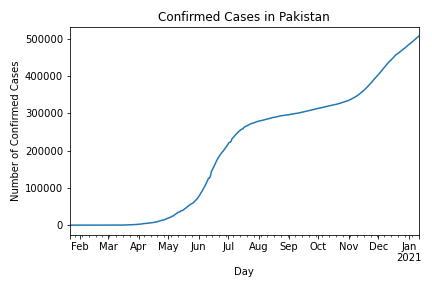 Confirmed Cases in Pakistan
Number of Confirmed Cases
500000
400000
300000
200000
100000
0
Feb Mar Apr May Jun Jul Aug Sep Oct Nov Dec Jan
2021
Day